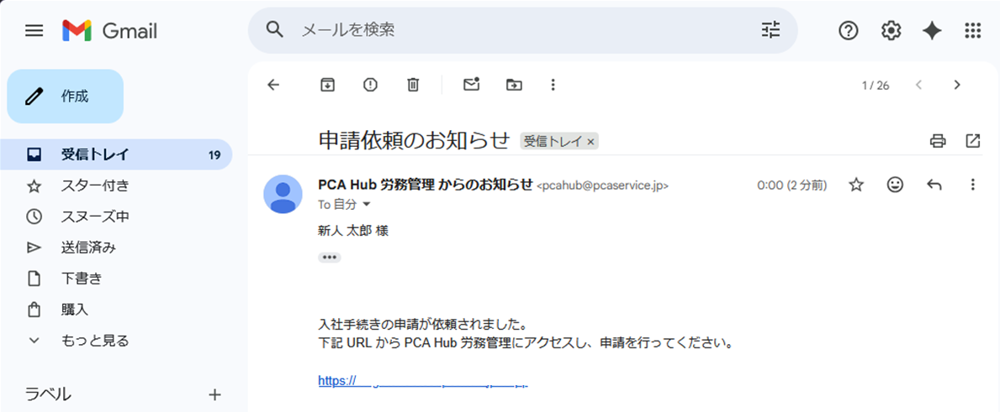 Gmail
メールを検索
作成
1 / 26
受信トレイ 19
スター付き
スヌーズ中
送信済み
下書き
購入
もっと見る
ラベル
申請依頼のお知らせ 受信トレイ ×
PCA Hub 労務管理 からのお知らせ <pcahub@pcaservice.jp> 0:00 (2 分前)
To 自分
新人 太郎 様
入社手続きの申請が依頼されました。
下記 URL から PCA Hub 労務管理にアクセスし、申請を行ってください。
https://